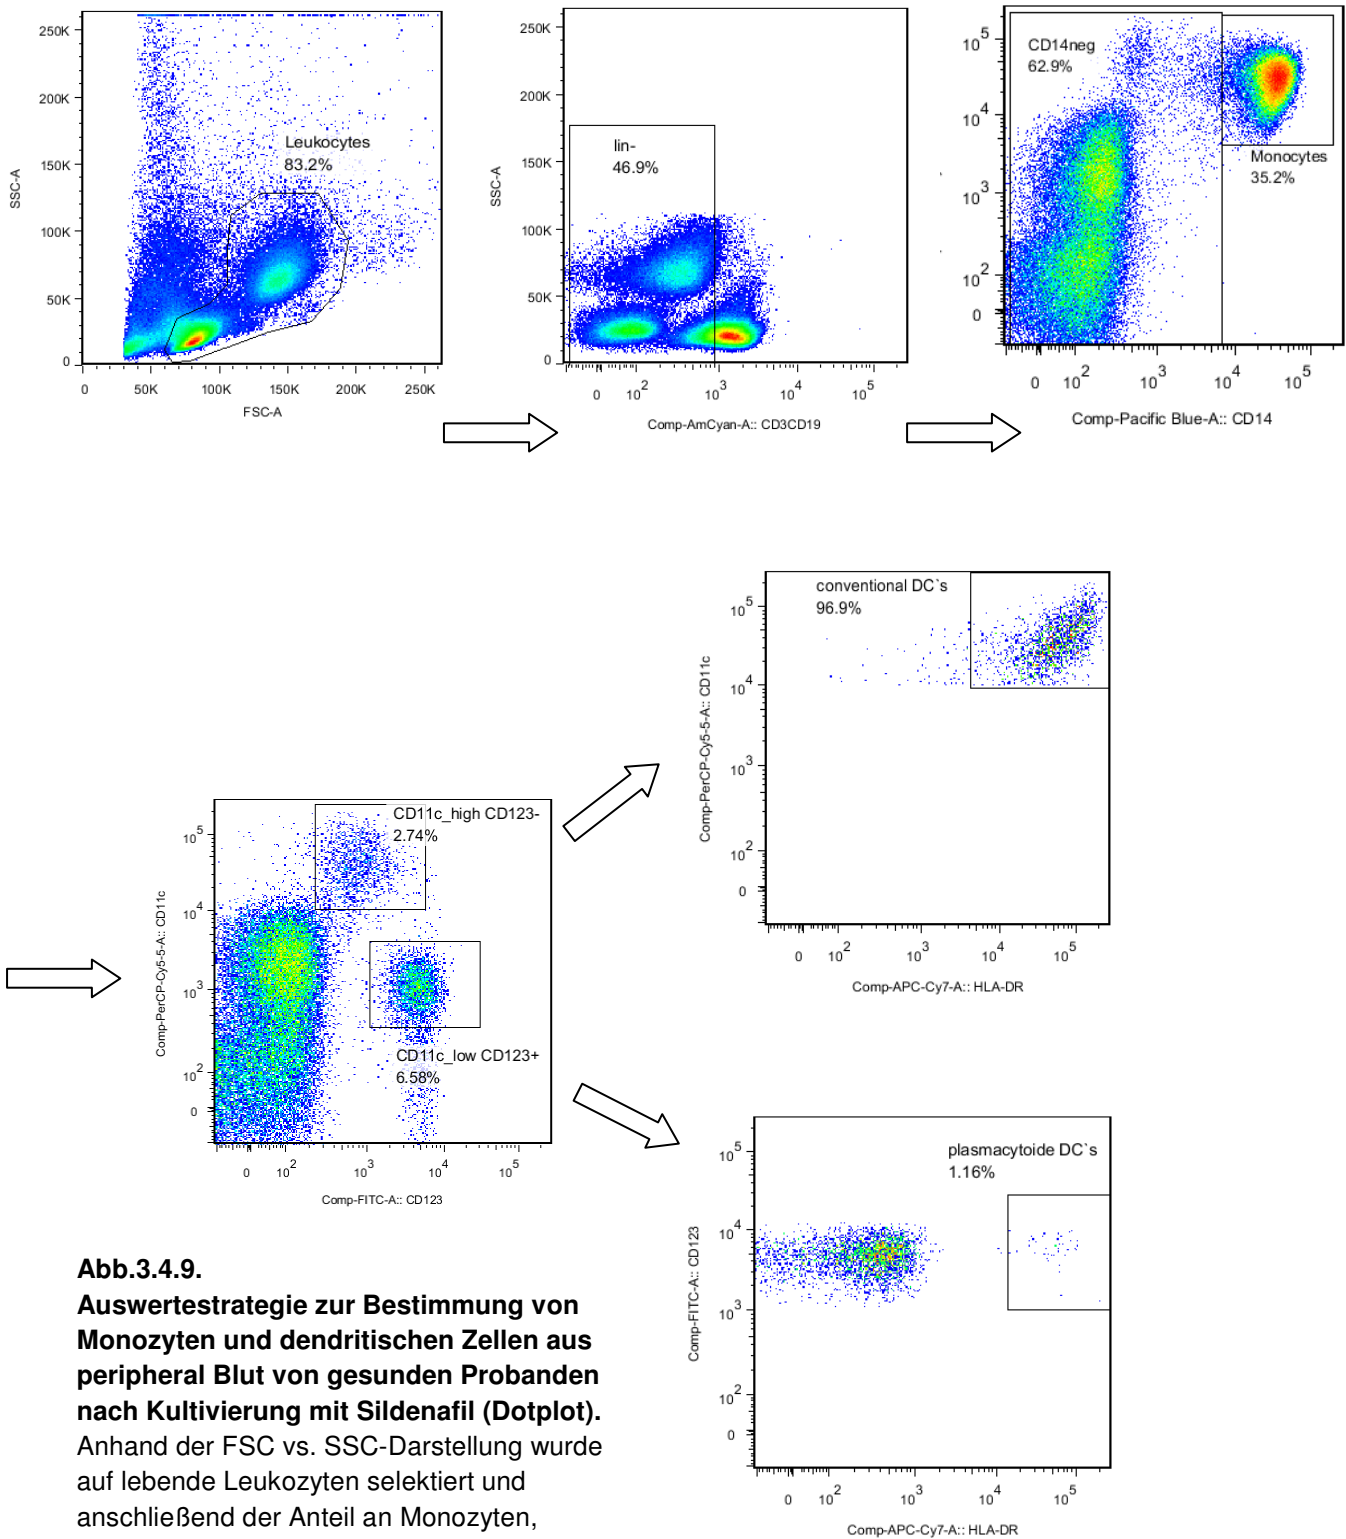 250K
200K
150K
100K
50K
0
SSC-A
Leukocytes
83.2%
0 50K 100K 150K 200K 250K
FSC-A
250K
200K
150K
100K
50K
0
SSC-A
lin-
46.9%
0 10^2 10^3 10^4 10^5
Comp-AmCyan-A:: CD3CD19
10^5
10^4
10^3
10^2
0
CD14neg
62.9%
Monocytes
35.2%
0 10^2 10^3 10^4 10^5
Comp-Pacific Blue-A:: CD14
10^5
10^4
10^3
10^2
0
Comp-PerCP-Cy5-5-A:: CD11c
conventional DC`s
96.9%
0 10^2 10^3 10^4 10^5
Comp-APC-Cy7-A:: HLA-DR
10^5
10^4
10^3
10^2
0
Comp-PerCP-Cy5-5-A:: CD11c
CD11c_high CD123-
2.74%
CD11c_low CD123+
6.58%
0 10^2 10^3 10^4 10^5
Comp-FITC-A:: CD123
10^5
10^4
10^3
10^2
0
Comp-FITC-A:: CD123
plasmacytoide DC`s
1.16%
0 10^2 10^3 10^4 10^5
Comp-APC-Cy7-A:: HLA-DR
Abb.3.4.9.
Auswertestrategie zur Bestimmung von
Monozyten und dendritischen Zellen aus
peripheral Blut von gesunden Probanden
nach Kultivierung mit Sildenafil (Dotplot).
Anhand der FSC vs. SSC-Darstellung wurde
auf lebende Leukozyten selektiert und
anschließend der Anteil an Monozyten,